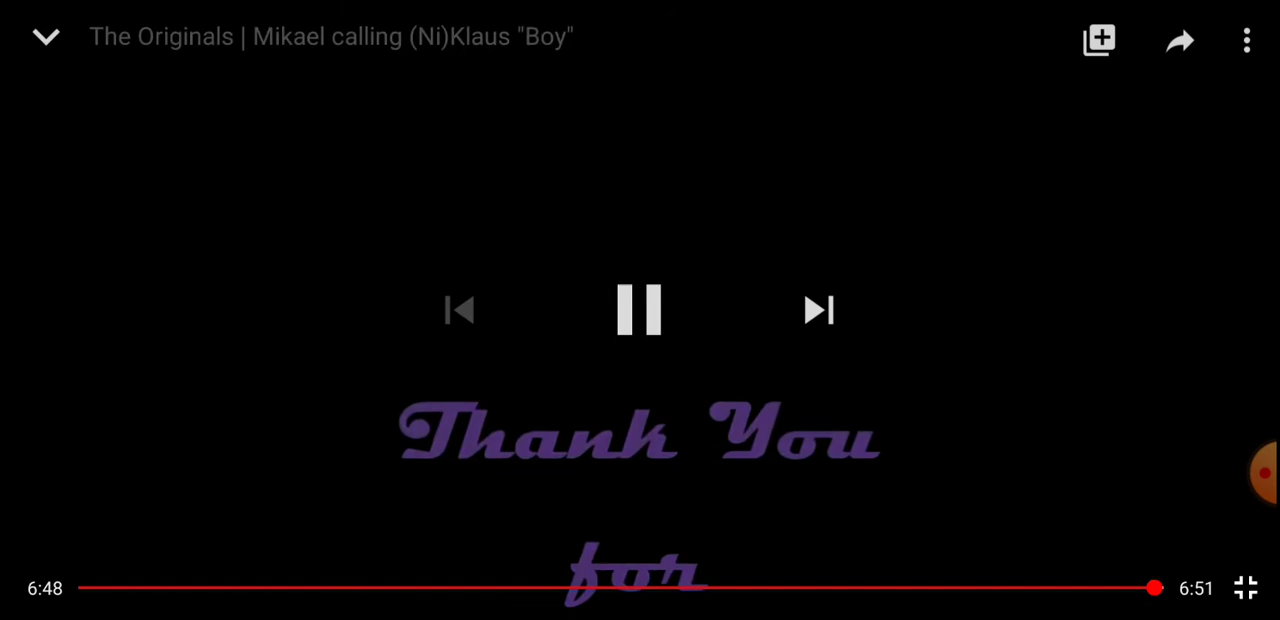 The Originals | Mikael calling (Ni)Klaus "Boy"
Thank You
for
6:48
6:51